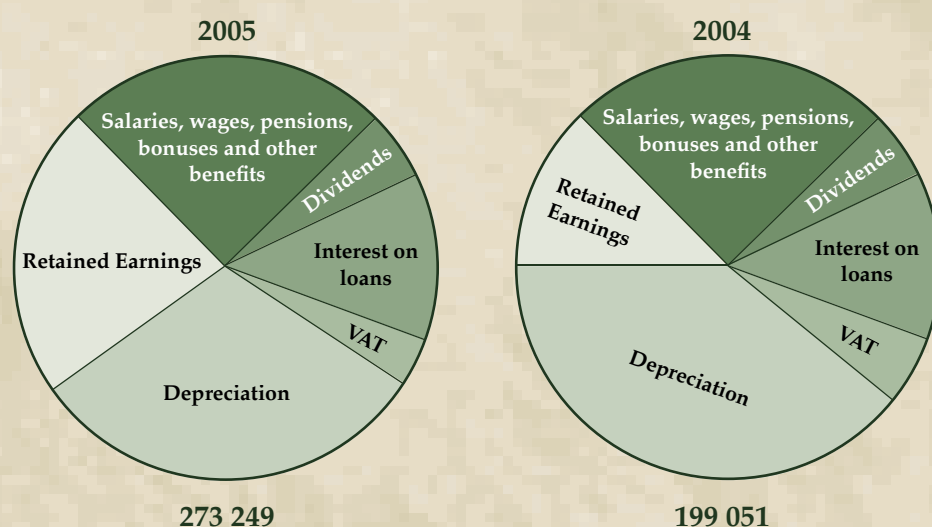 2005
Salaries, wages, pensions,
bonuses and other
benefits
Dividends
Interest on
loans
VAT
Depreciation
Retained Earnings
273 249
2004
Salaries, wages, pensions,
bonuses and other
benefits
Dividends
Interest on
loans
VAT
Depreciation
Retained
Earnings
199 051